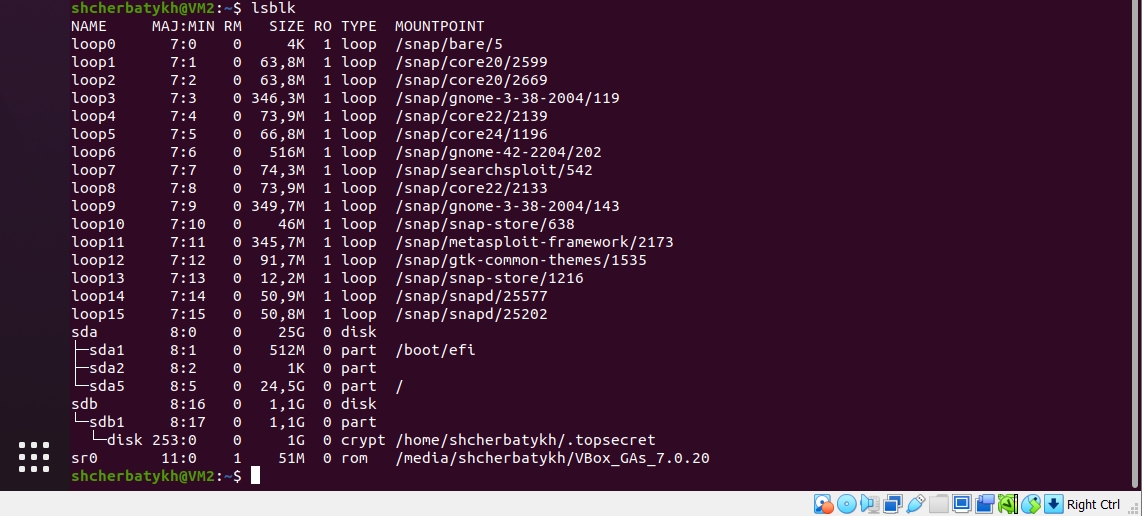 shcherbatykh@VM2:~$ lsblk
NAME MAJ:MIN RM SIZE RO TYPE MOUNTPOINT
loop0 7:0 0 4K 1 loop /snap/bare/5
loop1 7:1 0 63,8M 1 loop /snap/core20/2599
loop2 7:2 0 63,8M 1 loop /snap/core20/2669
loop3 7:3 0 346,3M 1 loop /snap/gnome-3-38-2004/119
loop4 7:4 0 73,9M 1 loop /snap/core22/2139
loop5 7:5 0 66,8M 1 loop /snap/core24/1196
loop6 7:6 0 516M 1 loop /snap/gnome-42-2204/202
loop7 7:7 0 74,3M 1 loop /snap/searchsploit/542
loop8 7:8 0 73,9M 1 loop /snap/core22/2133
loop9 7:9 0 349,7M 1 loop /snap/gnome-3-38-2004/143
loop10 7:10 0 46M 1 loop /snap/snap-store/638
loop11 7:11 0 345,7M 1 loop /snap/metasploit-framework/2173
loop12 7:12 0 91,7M 1 loop /snap/gtk-common-themes/1535
loop13 7:13 0 12,2M 1 loop /snap/snap-store/1216
loop14 7:14 0 50,9M 1 loop /snap/snapd/25577
loop15 7:15 0 50,8M 1 loop /snap/snapd/25202
sda 8:0 0 25G 0 disk
├─sda1 8:1 0 512M 0 part /boot/efi
├─sda2 8:2 0 1K 0 part
└─sda5 8:5 0 24,5G 0 part /
sdb 8:16 0 1,1G 0 disk
└─sdb1 8:17 0 1,1G 0 part
  └─disk 253:0 0 1G 0 crypt /home/shcherbatykh/.topsecret
sr0 11:0 1 51M 0 rom /media/shcherbatykh/VBox_GAs_7.0.20
shcherbatykh@VM2:~$
Right Ctrl